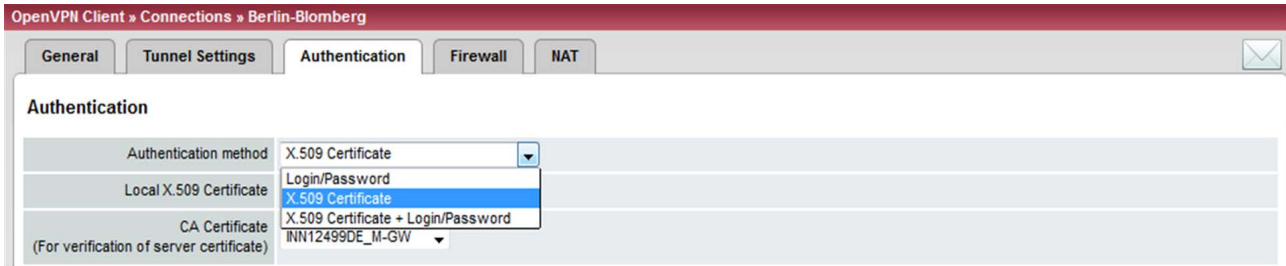 OpenVPN Client » Connections » Berlin-Blomberg
General Tunnel Settings Authentication Firewall NAT
Authentication
Authentication method X.509 Certificate
Login/Password
Local X.509 Certificate X.509 Certificate
X.509 Certificate + Login/Password
CA Certificate INN12499DE_M-GW
(For verification of server certificate)